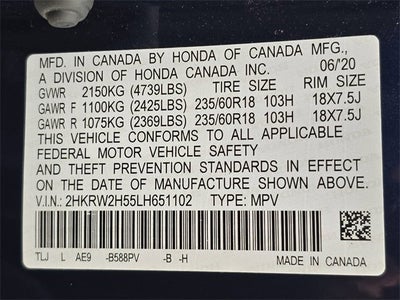 MFD. IN CANADA BY HONDA OF CANADA MFG.,
A DIVISION OF HONDA CANADA INC. 06/'20
GVWR 2150KG (4739LBS) TIRE SIZE RIM SIZE
GAWR F 1100KG (2425LBS) 235/60R18 103H 18X7.5J
GAWR R 1075KG (2369LBS) 235/60R18 103H 18X7.5J
THIS VEHICLE CONFORMS TO ALL APPLICABLE
FEDERAL MOTOR VEHICLE SAFETY
AND THEFT PREVENTION STANDARDS IN EFFECT
ON THE DATE OF MANUFACTURE SHOWN ABOVE.
V.I.N.: 2HKRW2H55LH651102 TYPE: MPV
TLJ L AE9 -B588PV -B -H MADE IN CANADA